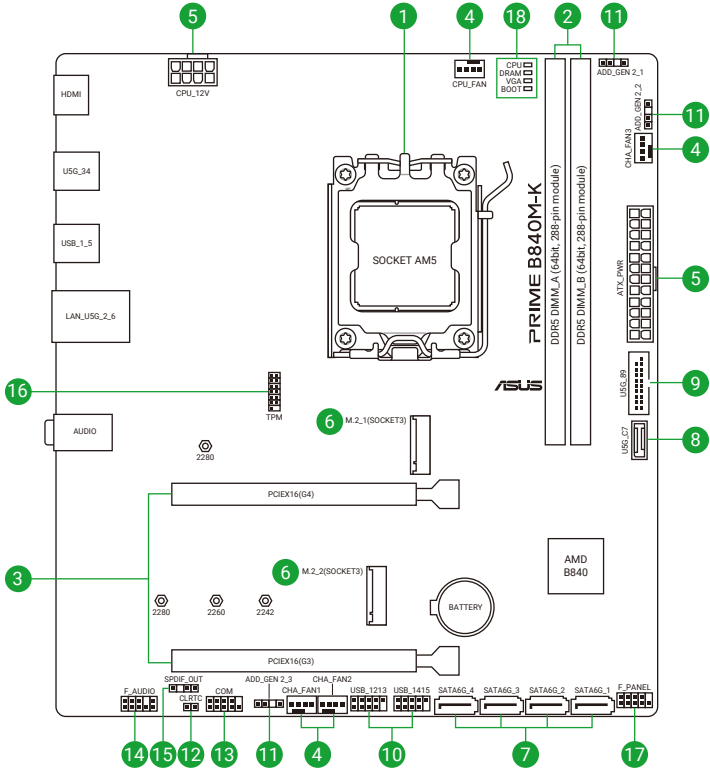 5
4
1
18
2
11
CPU_12V
CPU_FAN
CPU
DRAM
VGA
BOOT
ADD_GEN 2_1
HDMI
ADD_GEN 2_2
11
CHA_FAN3
4
U5G_34
PRIME B840M-K
DDR5 DIMM_A (64bit, 288-pin module)
DDR5 DIMM_B (64bit, 288-pin module)
USB_1_5
SOCKET AM5
ATX_PWR
5
LAN_U5G_2_6
16
TPM
ASUS
U5G_89
9
AUDIO
6
M.2_1(SOCKET3)
U5G_C7
8
2280
PCIEX16(G4)
3
6
M.2_2(SOCKET3)
AMD
B840
2280
2260
2242
BATTERY
PCIEX16(G3)
SPDIF_OUT
ADD_GEN 2_3
CHA_FAN2
F_AUDIO
CLRTC
COM
CHA_FAN1
USB_1213
USB_1415
SATA6G_4
SATA6G_3
SATA6G_2
SATA6G_1
F_PANEL
14
15
12
13
11
4
10
7
17